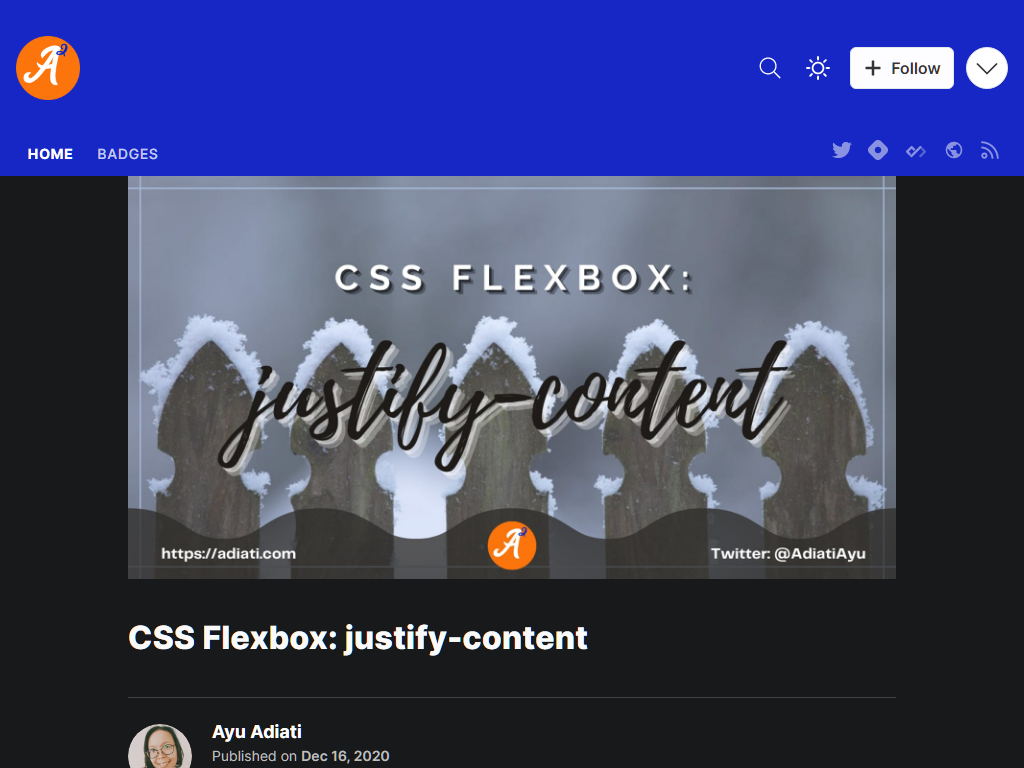 A
Follow
HOME
BADGES
CSS FLEXBOX:
justify-content
https://adiati.com
A
Twitter: @AdiatiAyu
CSS Flexbox: justify-content
Ayu Adiati
Published on Dec 16, 2020